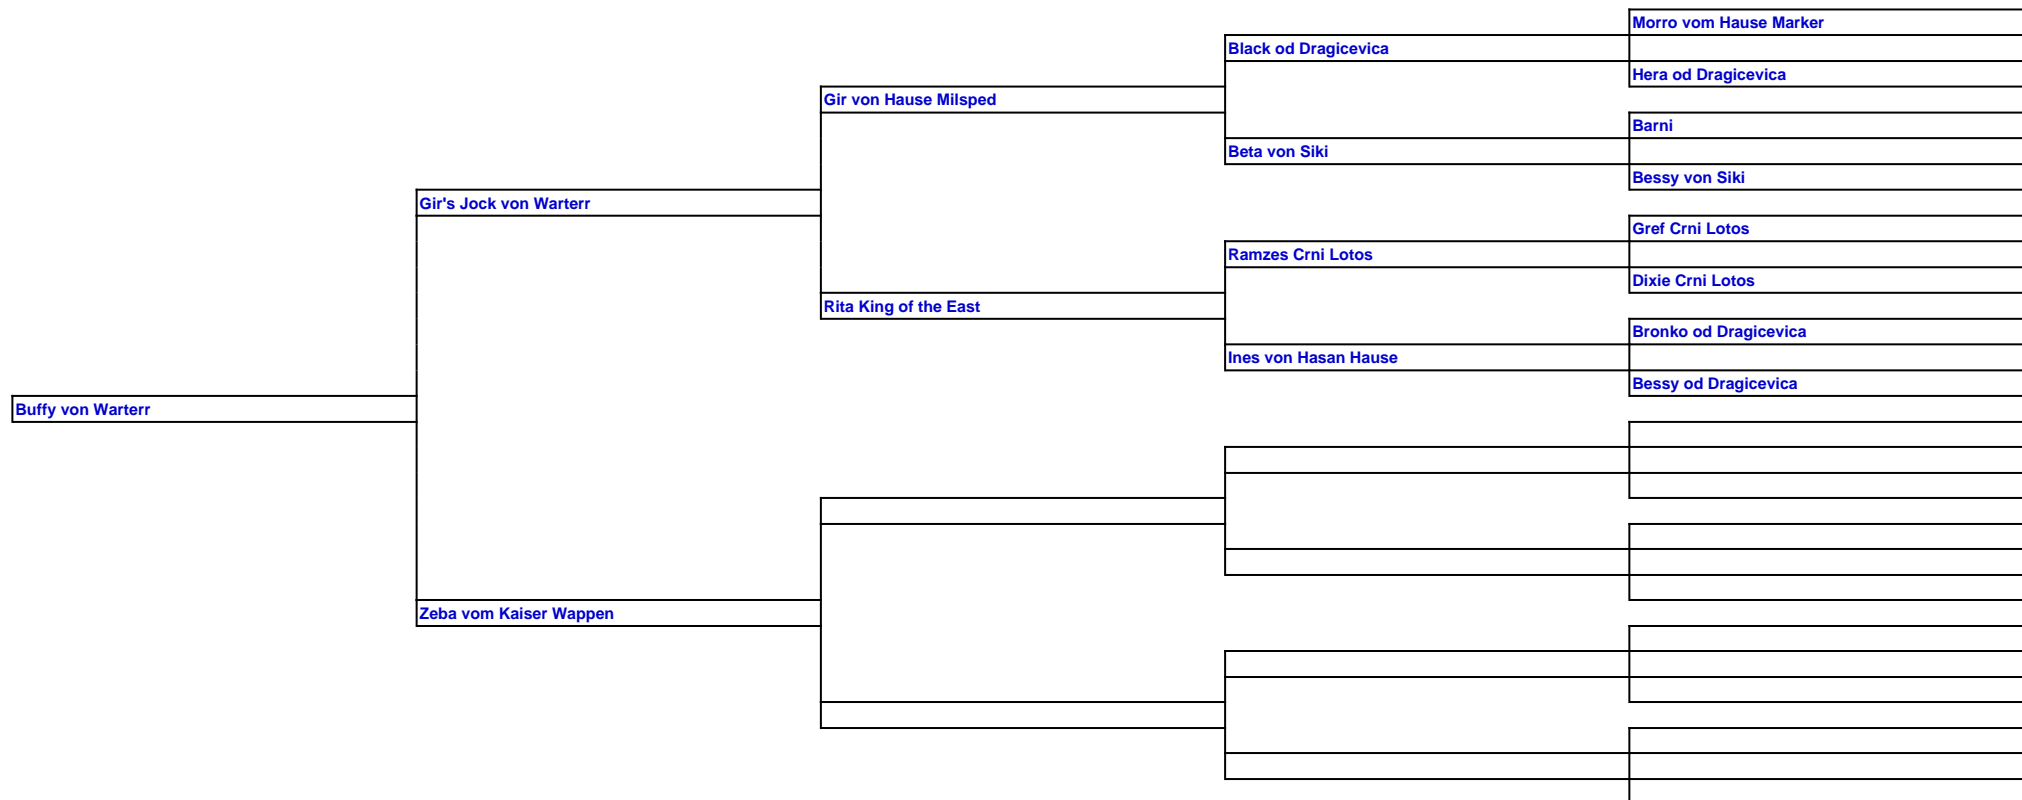 Morro vom Hause Marker
Black od Dragicevica
Hera od Dragicevica
Gir von Hause Milsped
Barni
Beta von Siki
Bessy von Siki
Gir's Jock von Warterr
Gref Crni Lotos
Ramzes Crni Lotos
Dixie Crni Lotos
Rita King of the East
Bronko od Dragicevica
Ines von Hasan Hause
Bessy od Dragicevica
Buffy von Warterr
Zeba vom Kaiser Wappen